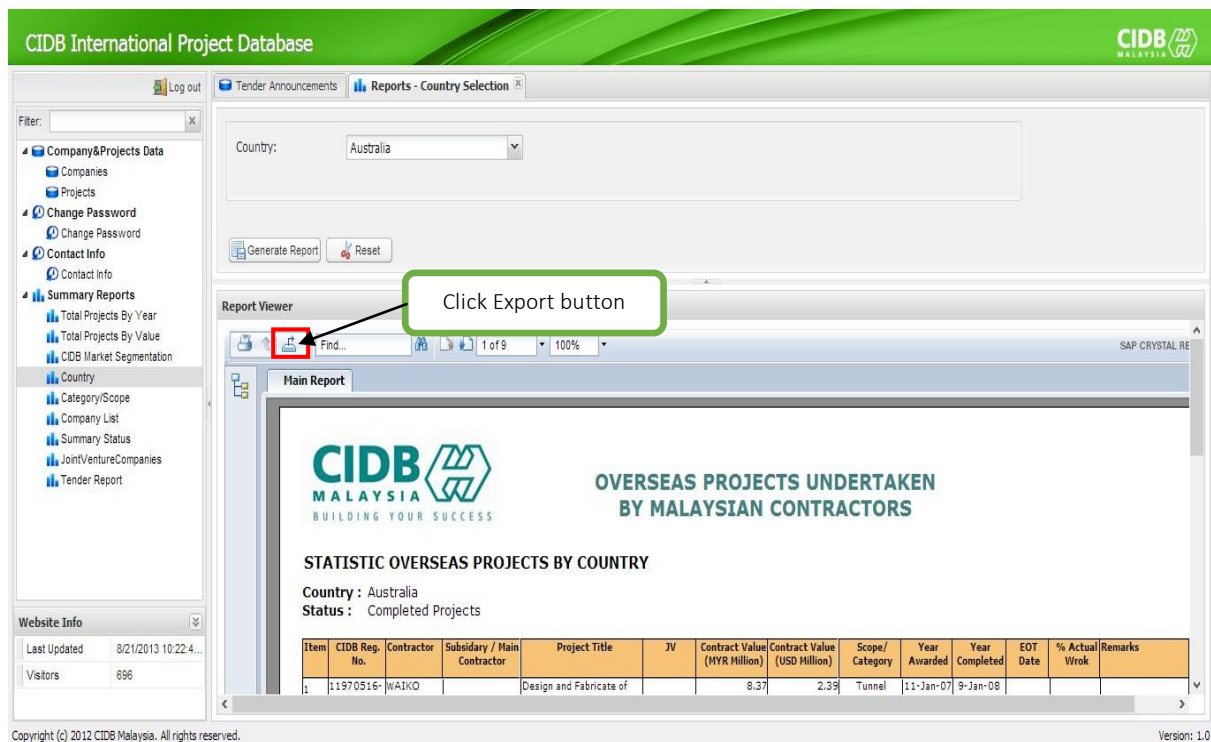 CIDB International Project Database
CIDB
MALAYSIA
Log out
Tender Announcements
Reports - Country Selection
Filter:
Company&Projects Data
Companies
Projects
Change Password
Change Password
Contact Info
Contact Info
Summary Reports
Total Projects By Year
Total Projects By Value
CIDB Market Segmentation
Country
Category/Scope
Company List
Summary Status
JointVentureCompanies
Tender Report
Website Info
Last Updated 8/21/2013 10:22:4...
Visitors 696
Country: Australia
Generate Report
Reset
Click Export button
Report Viewer
Find...
1 of 9
100%
SAP CRYSTAL RE
Main Report
CIDB
MALAYSIA
BUILDING YOUR SUCCESS
OVERSEAS PROJECTS UNDERTAKEN
BY MALAYSIAN CONTRACTORS
STATISTIC OVERSEAS PROJECTS BY COUNTRY
Country : Australia
Status : Completed Projects
Item CIDB Reg. Contractor Subsidary / Main Project Title JV Contract Value Contract Value Scope/ Year Year EOT % Actual Remarks
No. Contractor (MYR Million) (USD Million) Category Awarded Completed Date Wrok
1 11970516- WAIKO Design and Fabricate of 8.37 2.39 Tunnel 11-Jan-07 9-Jan-08
Copyright (c) 2012 CIDB Malaysia. All rights reserved.
Version: 1.0